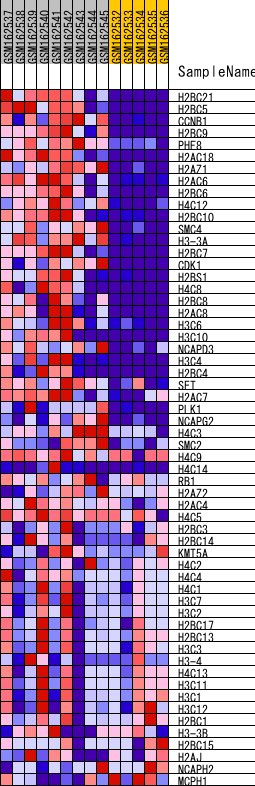 GSM162537
GSM162538
GSM162539
GSM162540
GSM162541
GSM162542
GSM162543
GSM162544
GSM162545
GSM162532
GSM162533
GSM162534
GSM162535
GSM162536
SampleName
H2BC21
H2BC5
CCNB1
H2BC9
PHF8
H2AC18
H2AZ1
H2AC6
H2BC6
H4C12
H2BC10
SMC4
H3-3A
H2BC7
CDK1
H2BS1
H4C8
H2BC8
H2AC8
H3C6
H3C10
NCAPD3
H3C4
H2BC4
SET
H2AC7
PLK1
NCAPG2
H4C3
SMC2
H4C9
H4C14
RB1
H2AZ2
H2AC4
H4C5
H2BC3
H2BC14
KMT5A
H4C2
H4C4
H4C1
H3C7
H3C2
H2BC17
H2BC13
H3C3
H3-4
H4C13
H3C11
H3C1
H3C12
H2BC1
H3-3B
H2BC15
H2AJ
NCAPH2
MCPH1